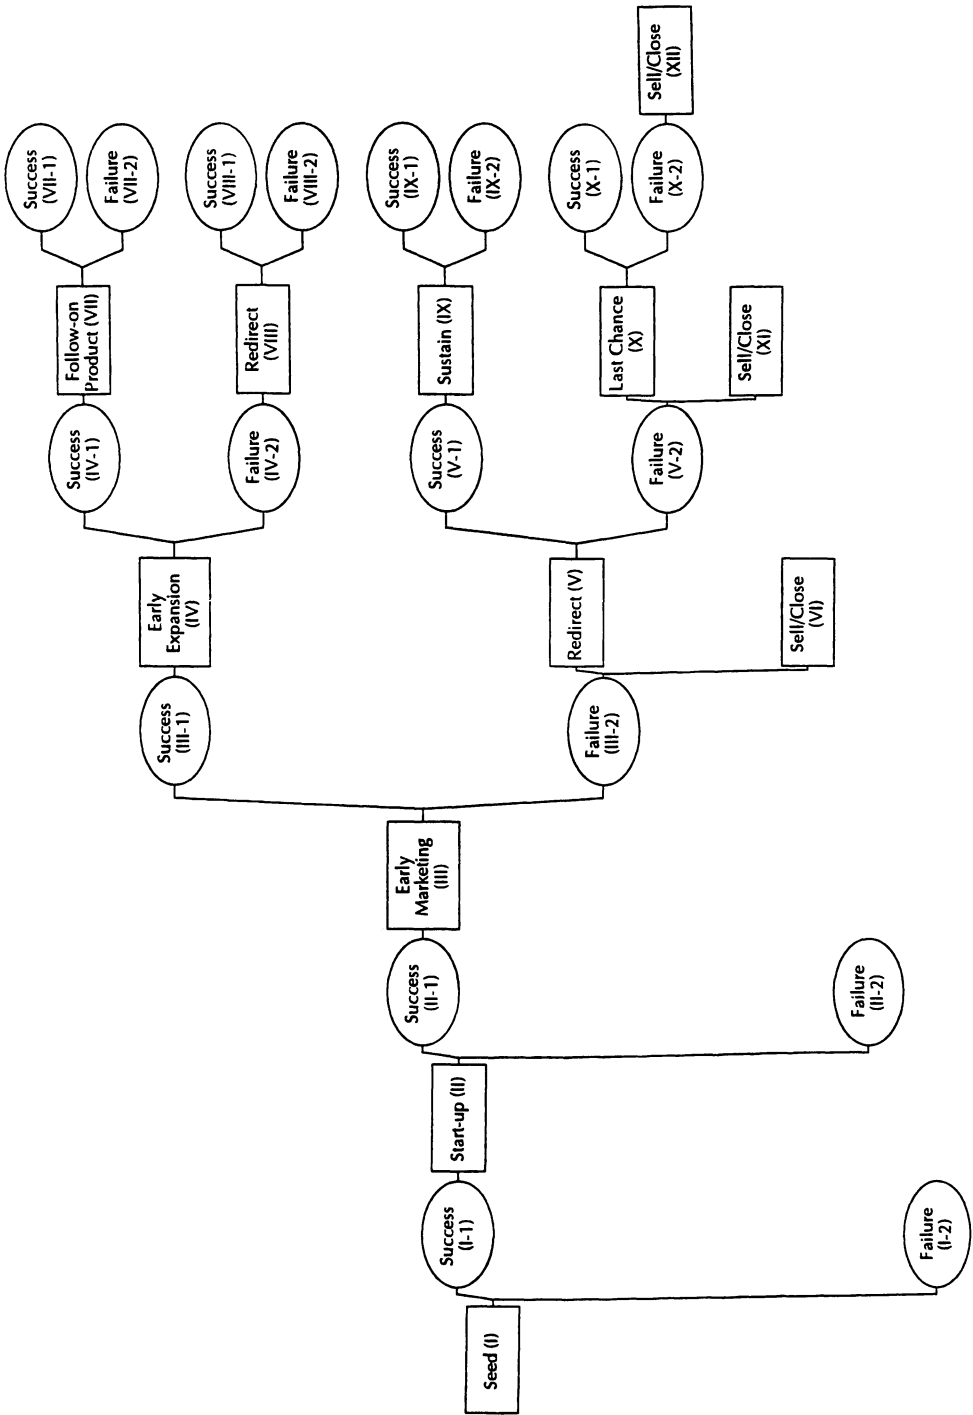 Seed (I)
Success
(I-1)
Failure
(I-2)
Start-up (II)
Success
(II-1)
Failure
(II-2)
Early
Marketing
(III)
Success
(III-1)
Failure
(III-2)
Early
Expansion
(IV)
Redirect (V)
Sell/Close
(VI)
Success
(IV-1)
Failure
(IV-2)
Success
(V-1)
Failure
(V-2)
Follow-on
Product (VII)
Redirect
(VIII)
Sustain (IX)
Last Chance
(X)
Sell/Close
(XI)
Success
(VII-1)
Failure
(VII-2)
Success
(VIII-1)
Failure
(VIII-2)
Success
(IX-1)
Failure
(IX-2)
Success
(X-1)
Failure
(X-2)
Sell/Close
(XII)